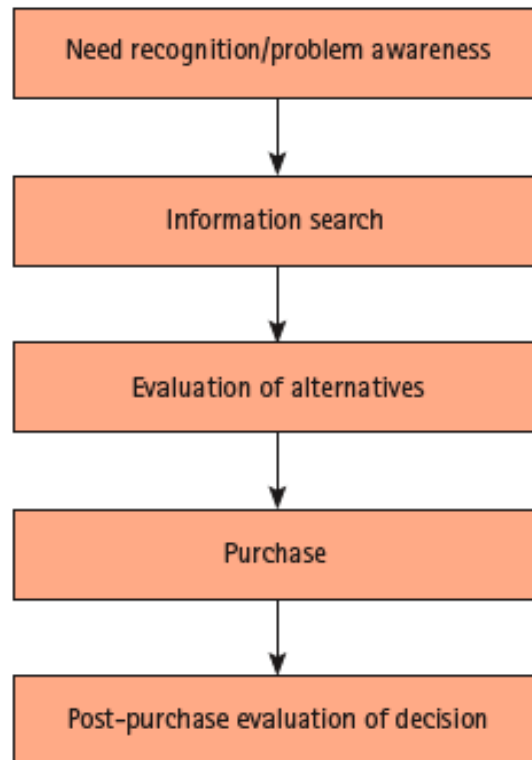 Need recognition/problem awareness
Information search
Evaluation of alternatives
Purchase
Post-purchase evaluation of decision